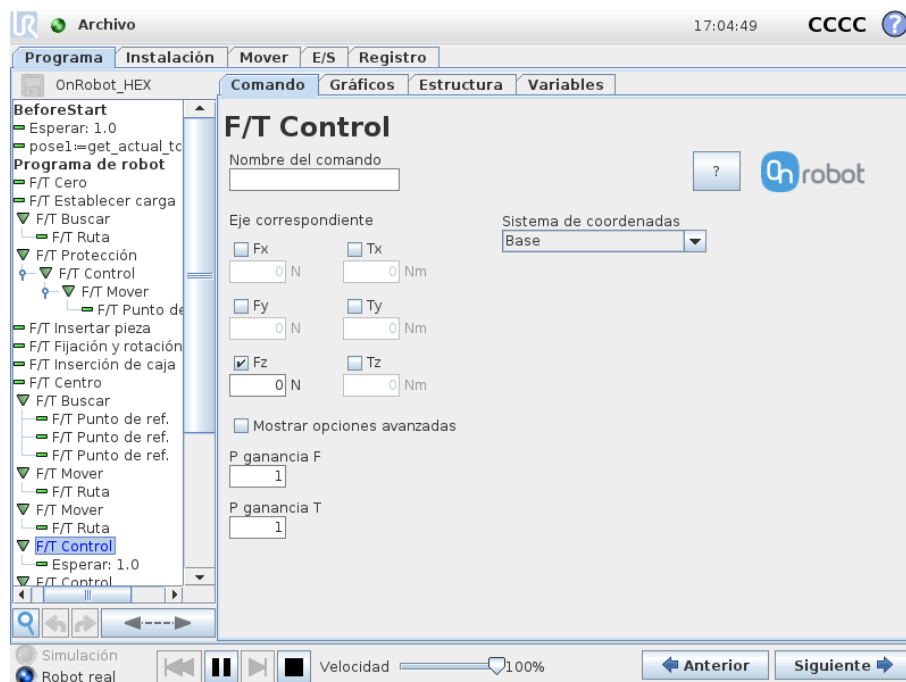 Archivo
17:04:49
CCCC
?
Programa
Instalación
Mover
E/S
Registro
OnRobot_HEX
Comando
Gráficos
Estructura
Variables
BeforeStart
Esperar: 1.0
pose1:=get_actual_tc
Programa de robot
F/T Cero
F/T Establecer carga
F/T Buscar
F/T Ruta
F/T Protección
F/T Control
F/T Mover
F/T Punto de
F/T Insertar pieza
F/T Fijación y rotación
F/T Inserción de caja
F/T Centro
F/T Buscar
F/T Punto de ref.
F/T Punto de ref.
F/T Punto de ref.
F/T Mover
F/T Ruta
F/T Mover
F/T Ruta
F/T Control
Esperar: 1.0
F/T Control
F/T Control
Nombre del comando
?
On robot
Eje correspondiente
Sistema de coordenadas
Base
Fx
Tx
0 N
0 Nm
Fy
Ty
0 N
0 Nm
Fz
Tz
0 N
0 Nm
Mostrar opciones avanzadas
P ganancia F
1
P ganancia T
1
Simulación
Robot real
Velocidad
100%
Anterior
Siguiente